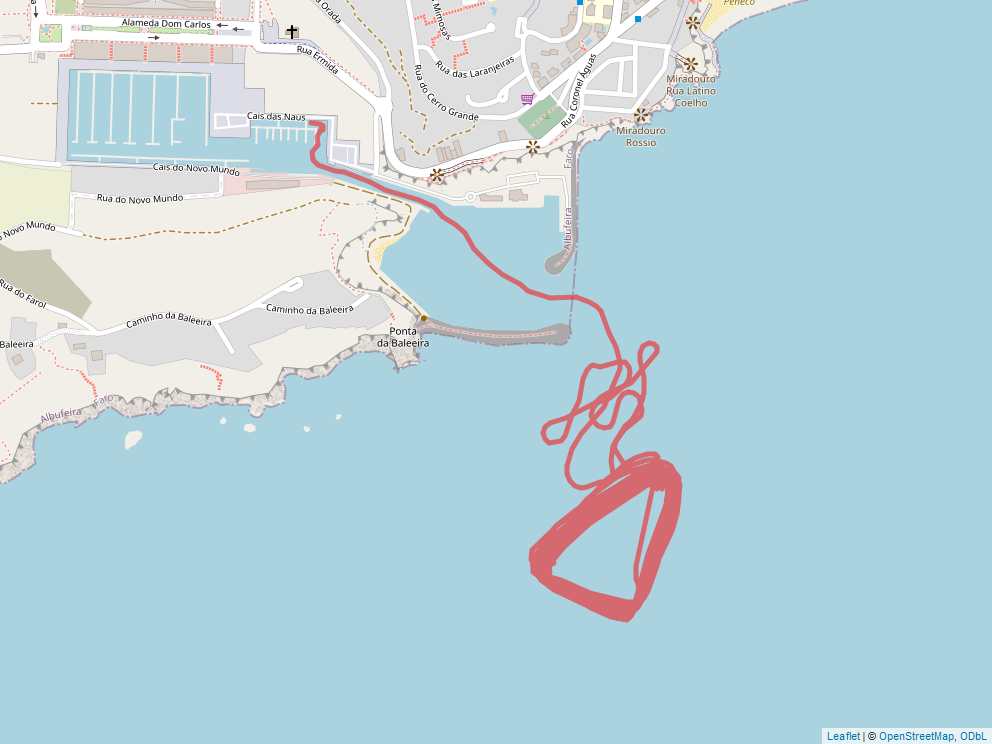 a Orada
Mimosas
Peneco
Alameda Dom Carlos
Rua Ermida
Rua das Laranjeiras
Rua do Cerro Grande
Rua Coronel Águas
Miradouro
Rua Latino
Coelho
Cais das Naus
Miradouro
Rossio
Faro
Cais do Novo Mundo
Rua do Novo Mundo
Novo Mundo
Albufeira
Rua do Farol
Caminho da Baleeira
Caminho da Baleeira
Baleeira
Ponta
da Baleeira
Albufeira
Faro
Leaflet | © OpenStreetMap, ODbL